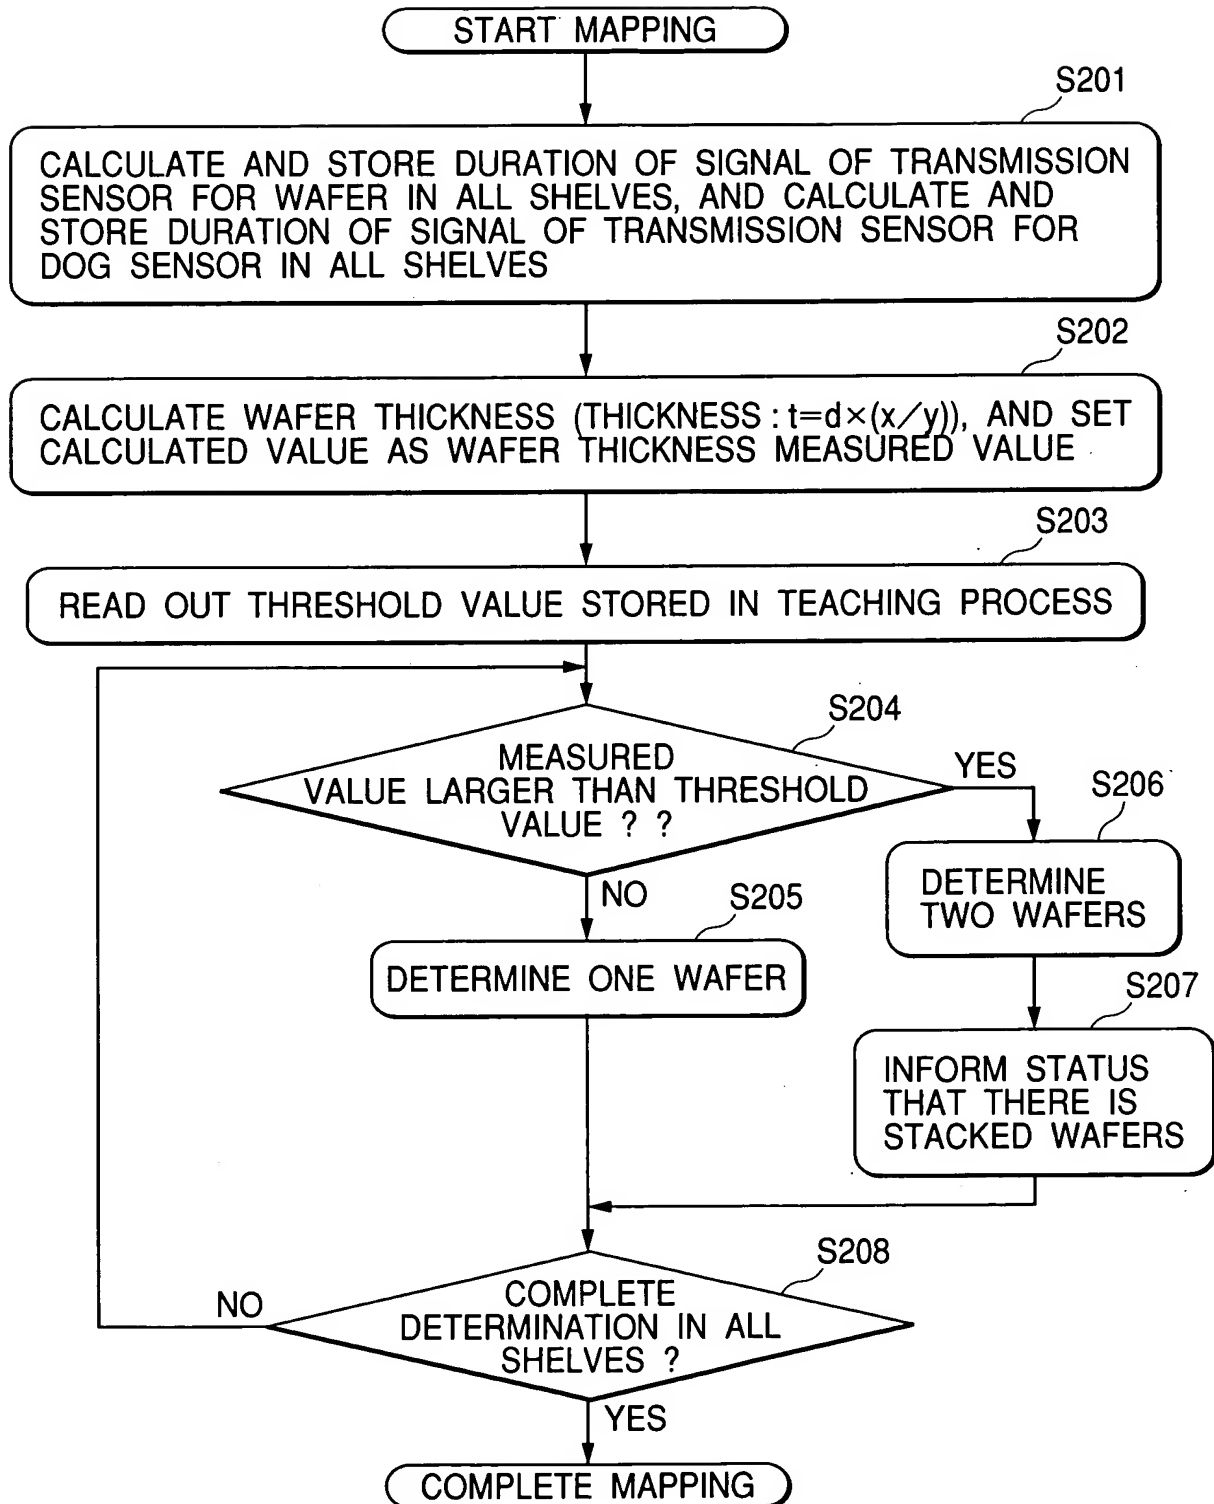 START MAPPING
S201
CALCULATE AND STORE DURATION OF SIGNAL OF TRANSMISSION
SENSOR FOR WAFER IN ALL SHELVES, AND CALCULATE AND
STORE DURATION OF SIGNAL OF TRANSMISSION SENSOR FOR
DOG SENSOR IN ALL SHELVES
S202
CALCULATE WAFER THICKNESS (THICKNESS : t=d×(x/y)), AND SET
CALCULATED VALUE AS WAFER THICKNESS MEASURED VALUE
S203
READ OUT THRESHOLD VALUE STORED IN TEACHING PROCESS
S204
MEASURED
VALUE LARGER THAN THRESHOLD
VALUE ? ?
YES
NO
S206
DETERMINE
TWO WAFERS
S205
DETERMINE ONE WAFER
S207
INFORM STATUS
THAT THERE IS
STACKED WAFERS
S208
COMPLETE
DETERMINATION IN ALL
SHELVES ?
NO
YES
COMPLETE MAPPING